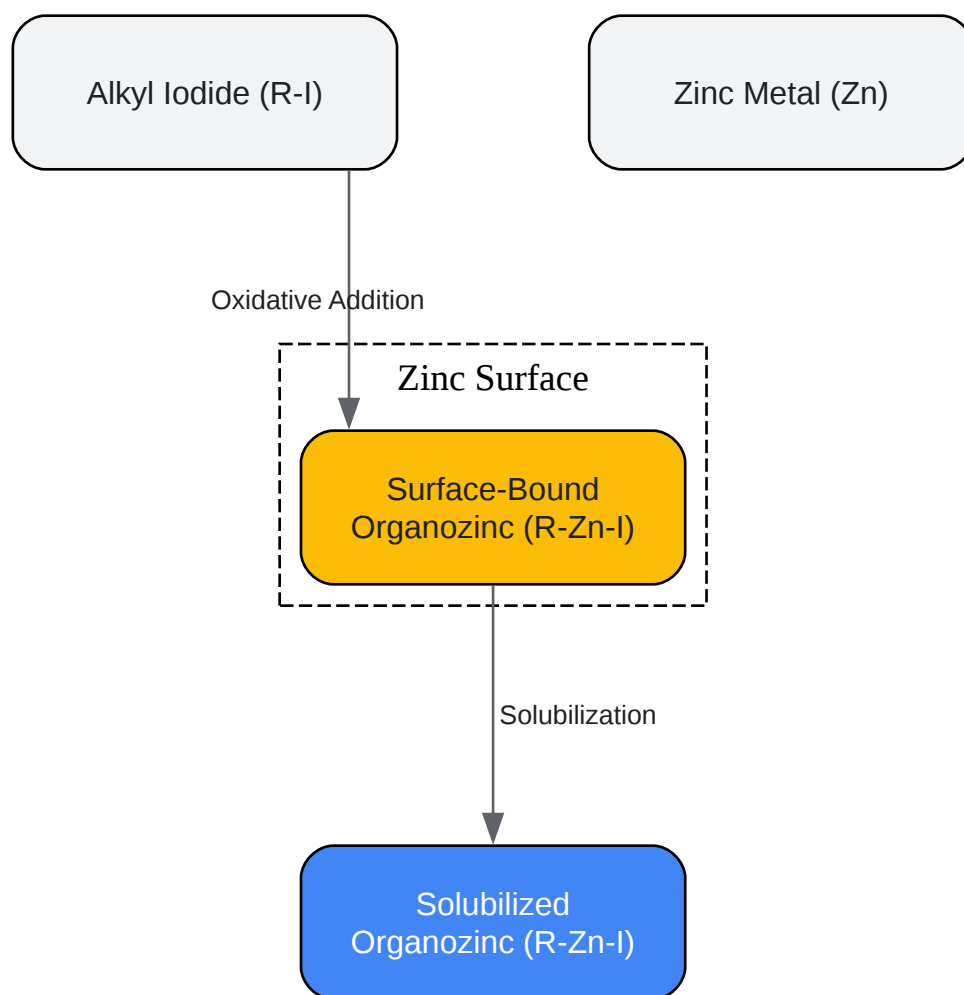 Alkyl Iodide (R-I)
Zinc Metal (Zn)
Oxidative Addition
Zinc Surface
Surface-Bound
Organozinc (R-Zn-I)
Solubilization
Solubilized
Organozinc (R-Zn-I)